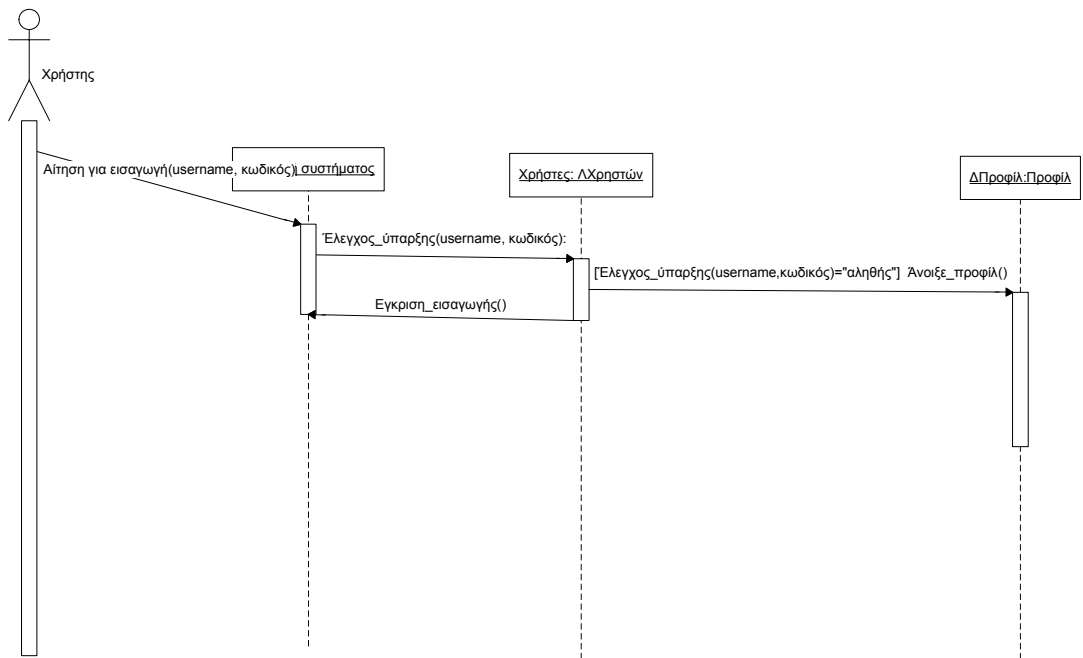 Χρήστης
Αίτηση για εισαγωγή(username, κωδικός)
συστήματος
Χρήστες: ΛΧρηστών
ΔΠροφίλ:Προφίλ
Έλεγχος_ύπαρξης(username, κωδικός):
[Έλεγχος_ύπαρξης(username,κωδικός)="αληθής"] Άνοιξε_προφίλ()
Εγκριση_εισαγωγής()